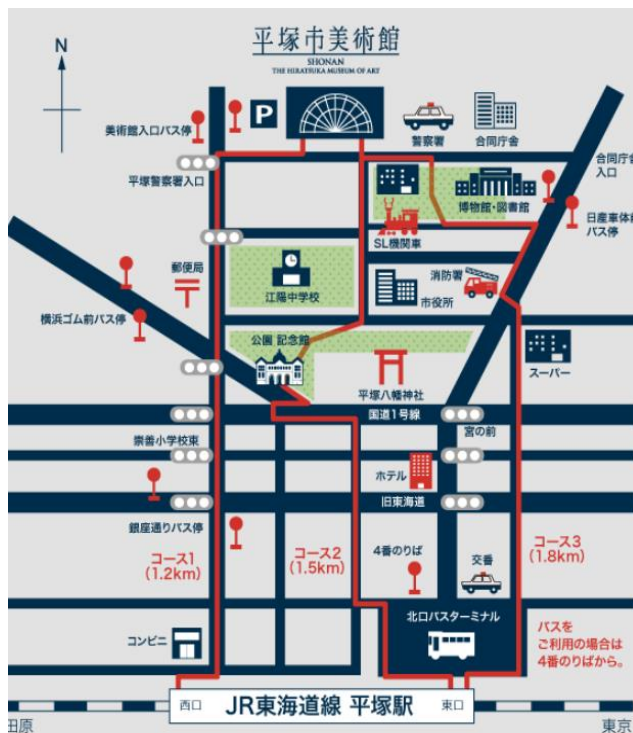 平塚市美術館
SHONAN
THE HIRATSUKA MUSEUM OF ART
N
美術館入口バス停
P
警察署
合同庁舎
合同庁舎
入口
平塚警察署入口
博物館・図書館
日産車体前
バス停
SL機関車
郵便局
消防署
江陽中学校
市役所
横浜ゴム前バス停
公園 記念館
スーパー
平塚八幡神社
国道1号線
宮の前
崇善小学校東
ホテル
旧東海道
銀座通りバス停
コース1
(1.2km)
コース2
(1.5km)
4番のりば
交番
コース3
(1.8km)
北口バスターミナル
コンビニ
バスを
ご利用の場合は
4番のりばから。
西口
JR東海道線 平塚駅
東口
田原
東京